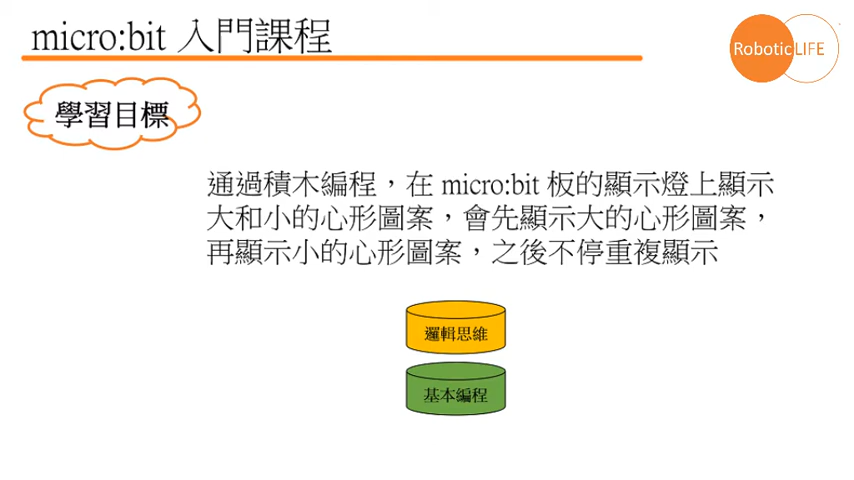 micro:bit 入門課程
RoboticLIFE
學習目標
通過積木編程，在 micro:bit 板的顯示燈上顯示
大和小的心形圖案，會先顯示大的心形圖案，
再顯示小的心形圖案，之後不停重複顯示
邏輯思維
基本編程